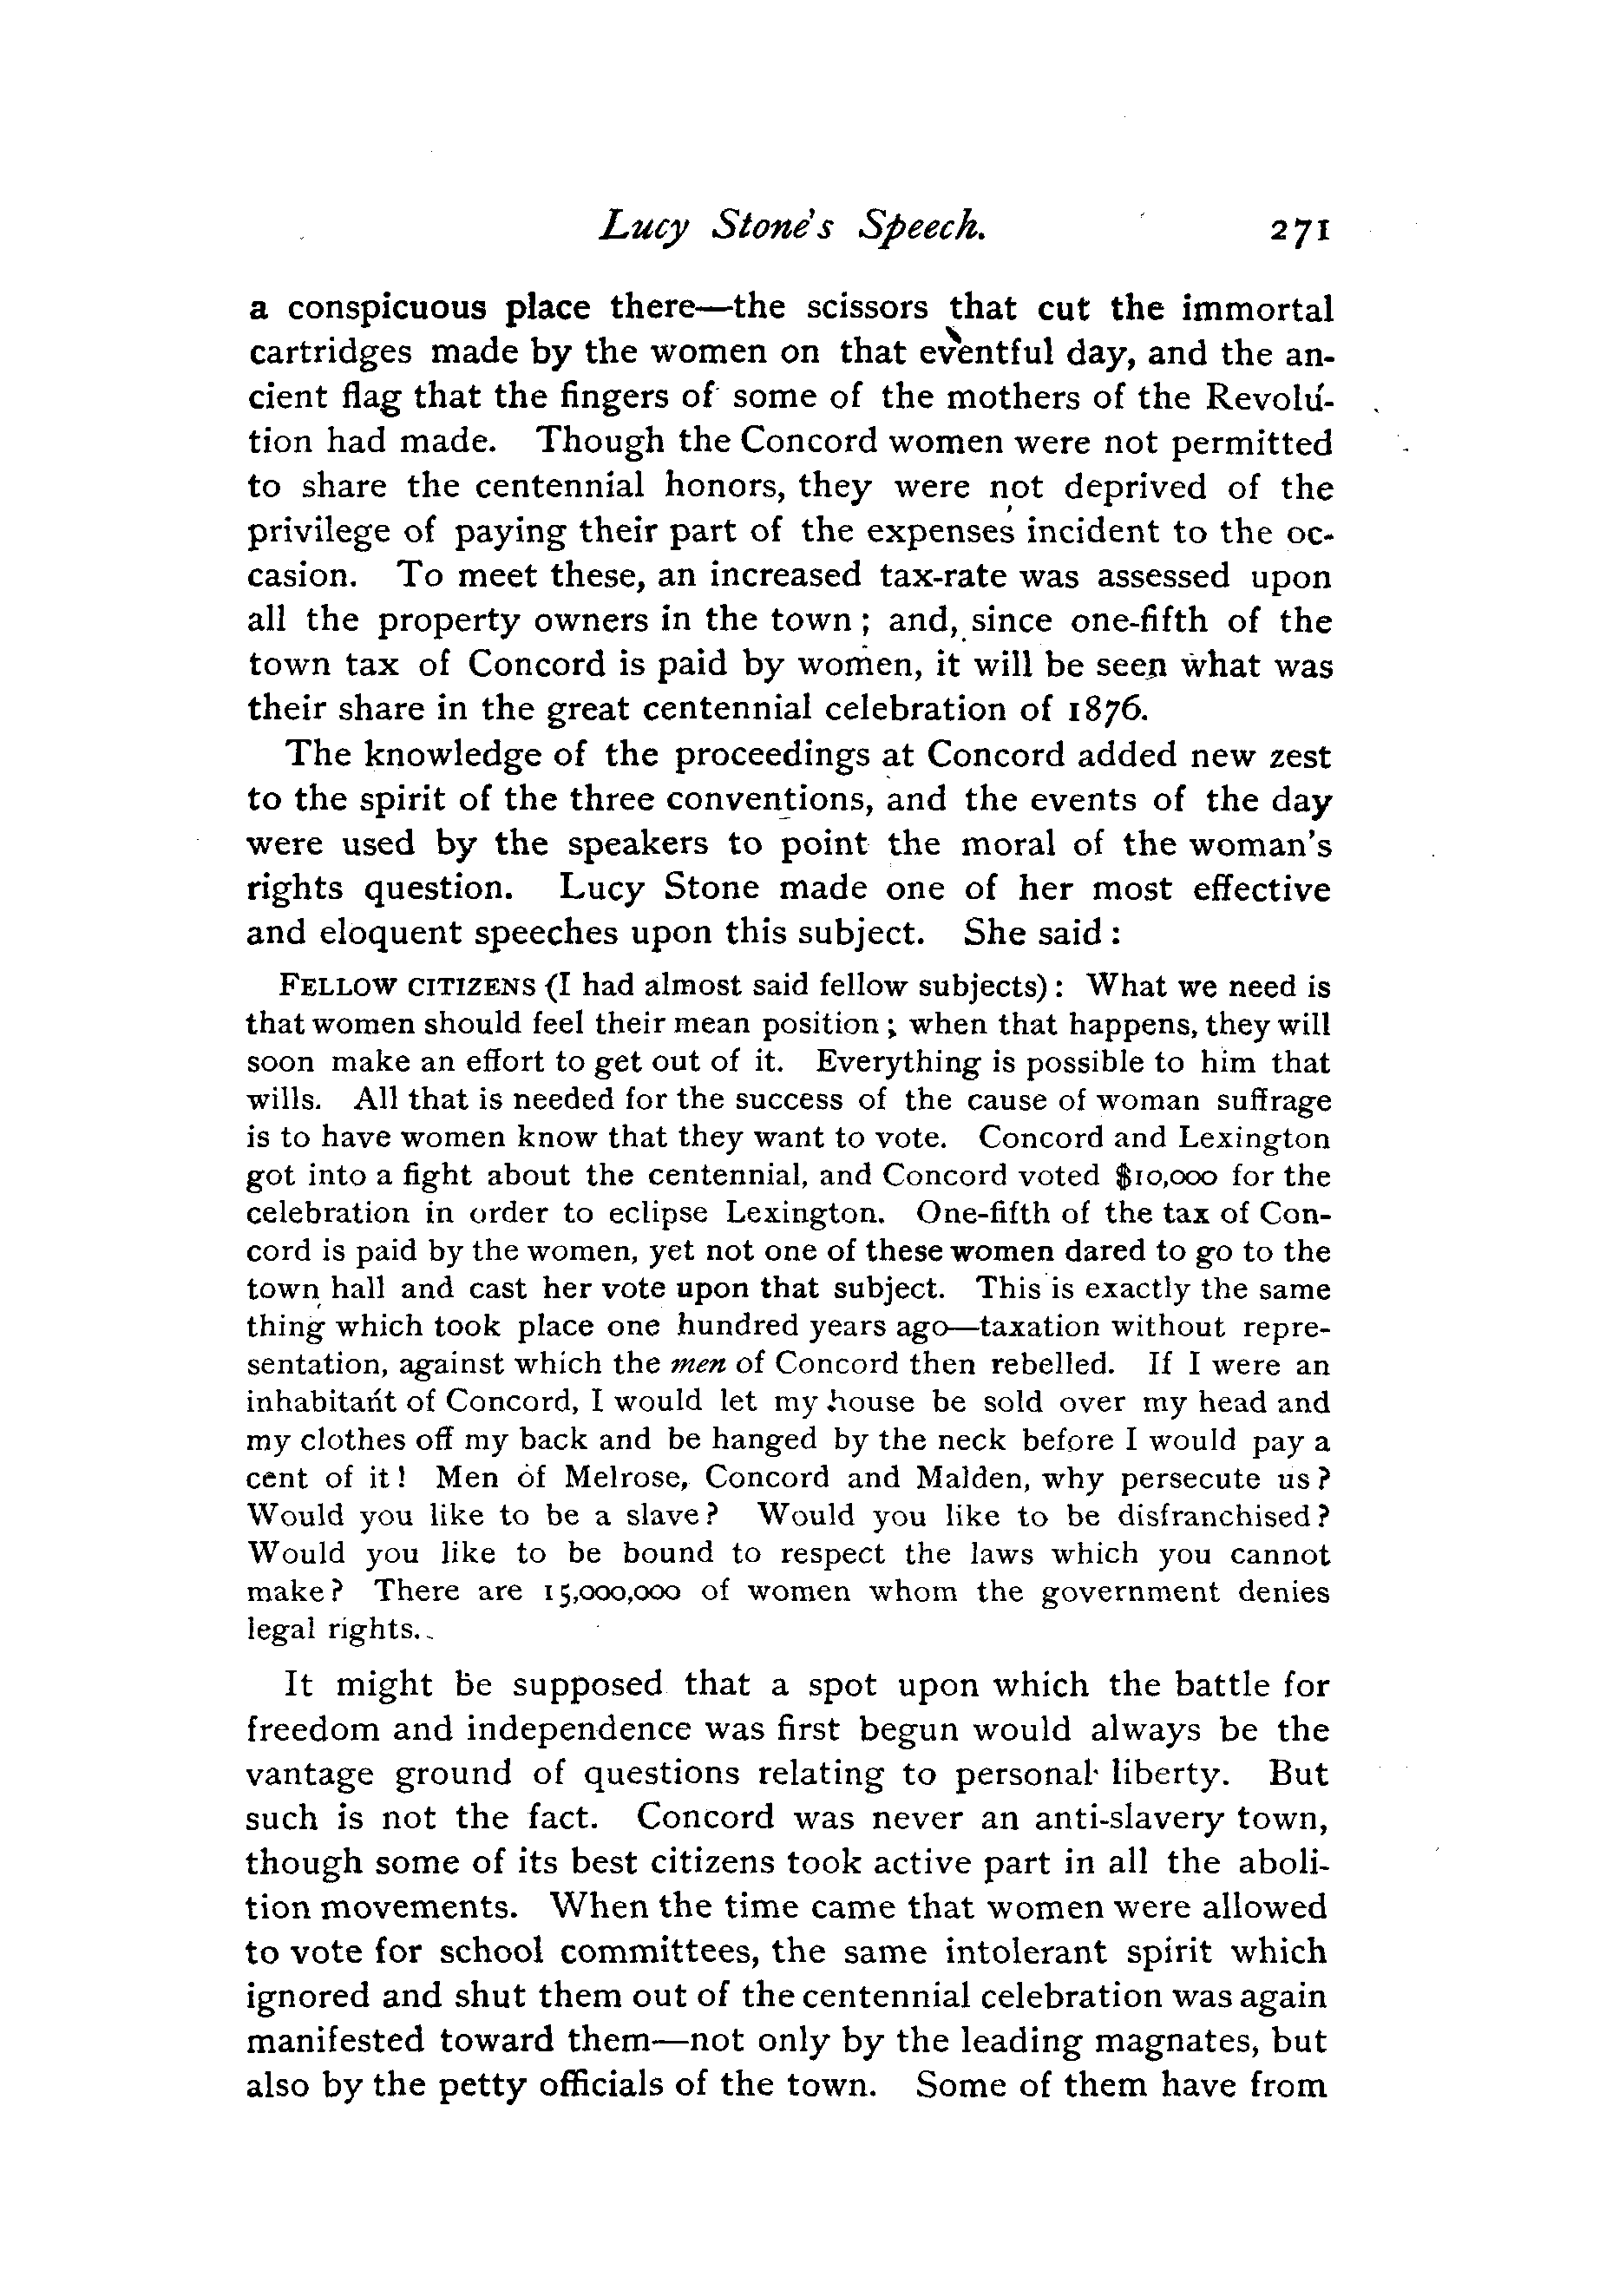 Lucy Stone's Speech. 271
a conspicuous place there—the scissors that cut the immortal
cartridges made by the women on that eventful day, and the an-
cient flag that the fingers of some of the mothers of the Revolu-
tion had made. Though the Concord women were not permitted
to share the centennial honors, they were not deprived of the
privilege of paying their part of the expenses incident to the oc-
casion. To meet these, an increased tax-rate was assessed upon
all the property owners in the town; and, since one-fifth of the
town tax of Concord is paid by women, it will be seen what was
their share in the great centennial celebration of 1876.
The knowledge of the proceedings at Concord added new zest
to the spirit of the three conventions, and the events of the day
were used by the speakers to point the moral of the woman's
rights question. Lucy Stone made one of her most effective
and eloquent speeches upon this subject. She said:
FELLOW CITIZENS (I had almost said fellow subjects): What we need is
that women should feel their mean position; when that happens, they will
soon make an effort to get out of it. Everything is possible to him that
wills. All that is needed for the success of the cause of woman suffrage
is to have women know that they want to vote. Concord and Lexington
got into a fight about the centennial, and Concord voted $10,000 for the
celebration in order to eclipse Lexington. One-fifth of the tax of Con-
cord is paid by the women, yet not one of these women dared to go to the
town hall and cast her vote upon that subject. This is exactly the same
thing which took place one hundred years ago—taxation without repre-
sentation, against which the men of Concord then rebelled. If I were an
inhabitant of Concord, I would let my house be sold over my head and
my clothes off my back and be hanged by the neck before I would pay a
cent of it! Men of Melrose, Concord and Malden, why persecute us?
Would you like to be a slave? Would you like to be disfranchised?
Would you like to be bound to respect the laws which you cannot
make? There are 15,000,000 of women whom the government denies
legal rights.
It might be supposed that a spot upon which the battle for
freedom and independence was first begun would always be the
vantage ground of questions relating to personal liberty. But
such is not the fact. Concord was never an anti-slavery town,
though some of its best citizens took active part in all the aboli-
tion movements. When the time came that women were allowed
to vote for school committees, the same intolerant spirit which
ignored and shut them out of the centennial celebration was again
manifested toward them—not only by the leading magnates, but
also by the petty officials of the town. Some of them have from